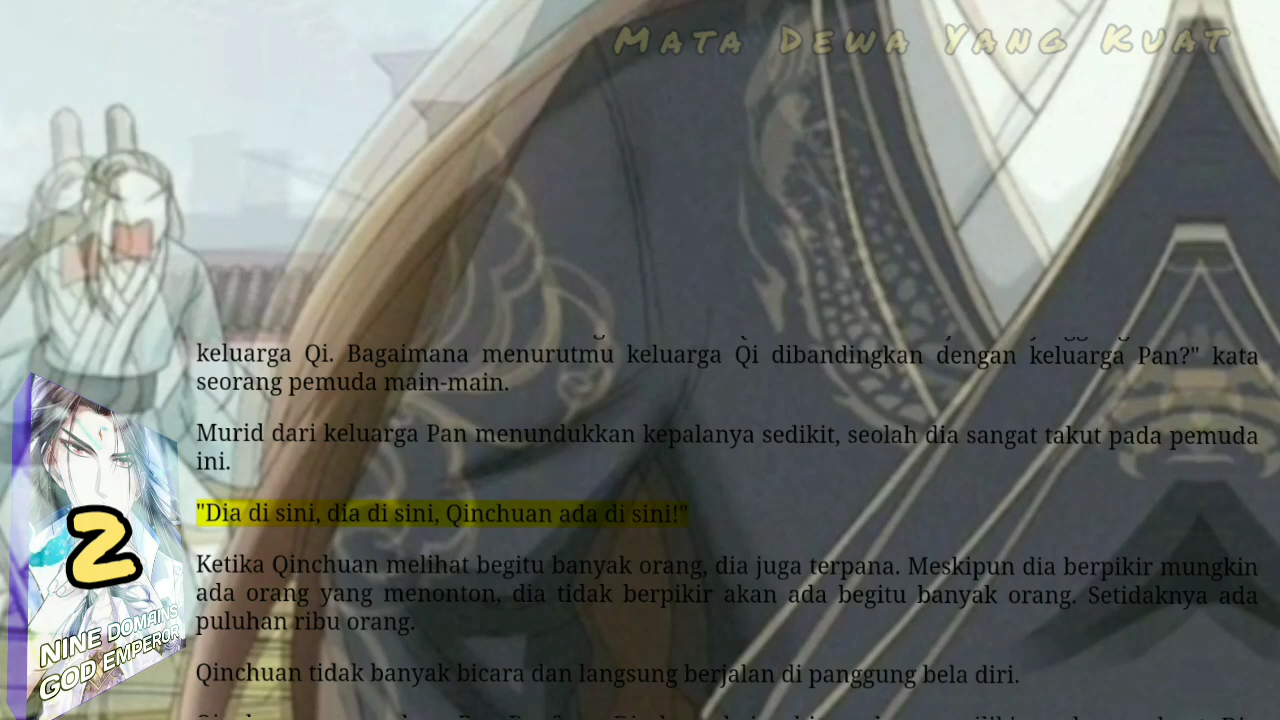 MATA DEWA YANG KUAT
keluarga Qi. Bagaimana menurutmu keluarga Qi dibandingkan dengan keluarga Pan?" kata
seorang pemuda main-main.
Murid dari keluarga Pan menundukkan kepalanya sedikit, seolah dia sangat takut pada pemuda
ini.
"Dia di sini, dia di sini, Qinchuan ada di sini!"
Ketika Qinchuan melihat begitu banyak orang, dia juga terpana. Meskipun dia berpikir mungkin
ada orang yang menonton, dia tidak berpikir akan ada begitu banyak orang. Setidaknya ada
puluhan ribu orang.
Qinchuan tidak banyak bicara dan langsung berjalan di panggung bela diri.
2
NINE DOMAINS
GOD EMPEROR